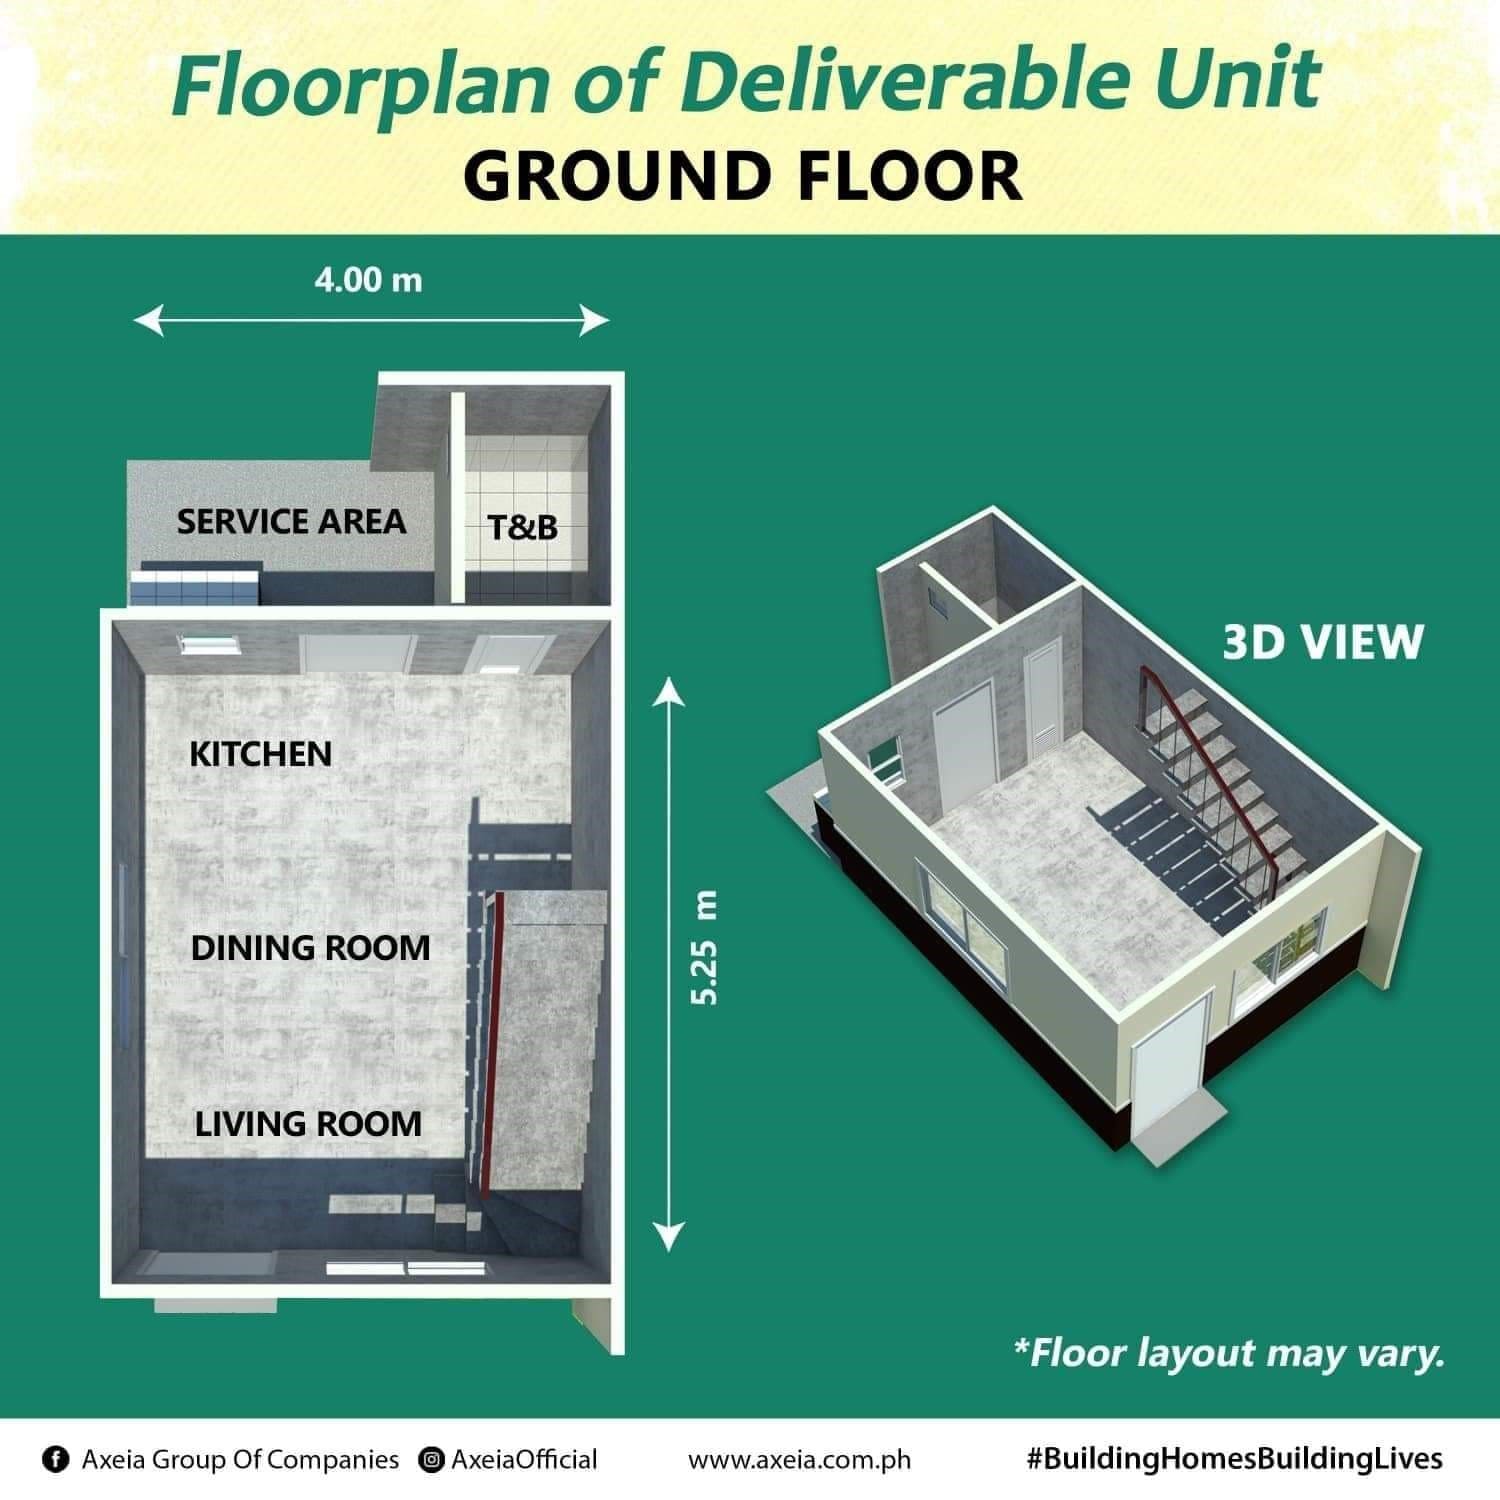 Floorplan of Deliverable Unit
GROUND FLOOR
4.00 m
SERVICE AREA
T&B
3D VIEW
KITCHEN
5.25 m
DINING ROOM
LIVING ROOM
*Floor layout may vary.
Axeia Group Of Companies AxeiaOfficial www.axeia.com.ph #BuildingHomesBuildingLives